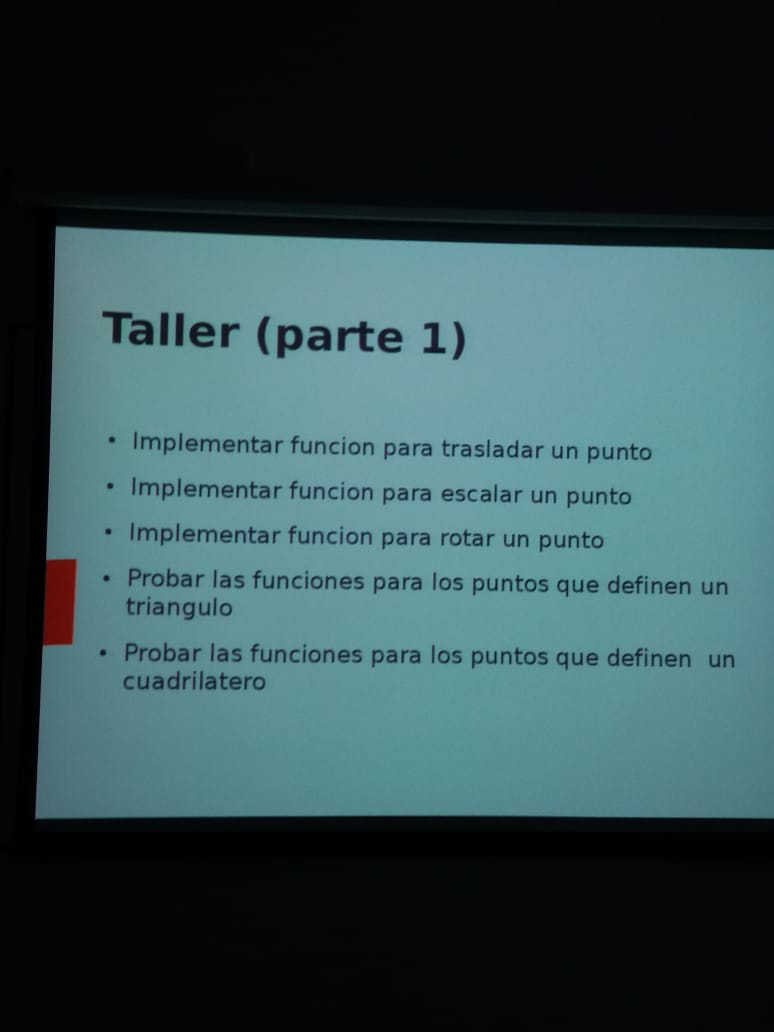 Taller (parte 1)
• Implementar funcion para trasladar un punto
• Implementar funcion para escalar un punto
• Implementar funcion para rotar un punto
• Probar las funciones para los puntos que definen un
triangulo
• Probar las funciones para los puntos que definen  un
cuadrilatero